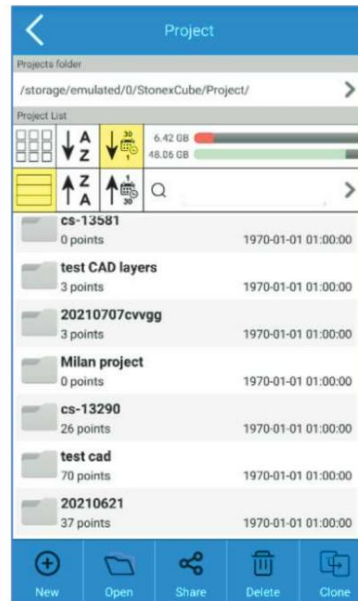 Project
Projects folder
/storage/emulated/0/StonexCube/Project/
Project List
A
Z
30
1
6.42 GB
48.06 GB
Z
A
1
30
cs-13581
0 points 1970-01-01 01:00:00
test CAD layers
3 points 1970-01-01 01:00:00
20210707cvvgg
3 points 1970-01-01 01:00:00
Milan project
0 points 1970-01-01 01:00:00
cs-13290
26 points 1970-01-01 01:00:00
test cad
70 points 1970-01-01 01:00:00
20210621
37 points 1970-01-01 01:00:00
New Open Share Delete Clone